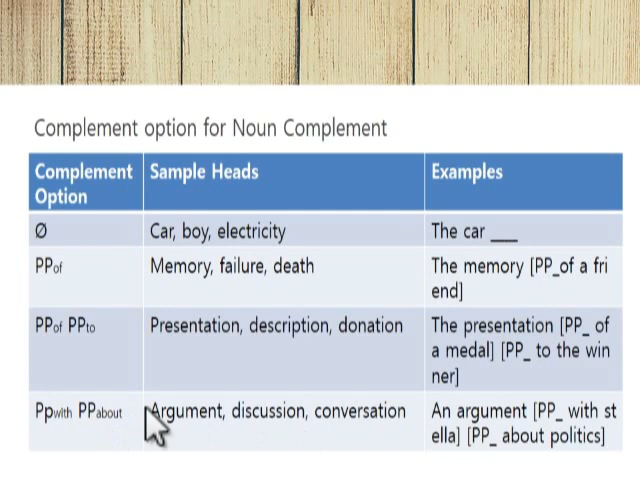 Complement option for Noun Complement
Complement Option
Sample Heads
Examples
Ø
Car, boy, electricity
The car ___
PPof
Memory, failure, death
The memory [PP_of a fri
end]
PPof PPto
Presentation, description, donation
The presentation [PP_ of
a medal] [PP_ to the win
ner]
Ppwith PPabout
Argument, discussion, conversation
An argument [PP_ with st
ella] [PP_ about politics]